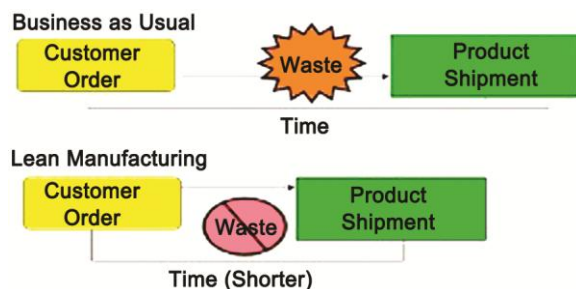 Business as Usual
Customer
Order
Waste
Product
Shipment
Time
Lean Manufacturing
Customer
Order
Waste
Product
Shipment
Time (Shorter)